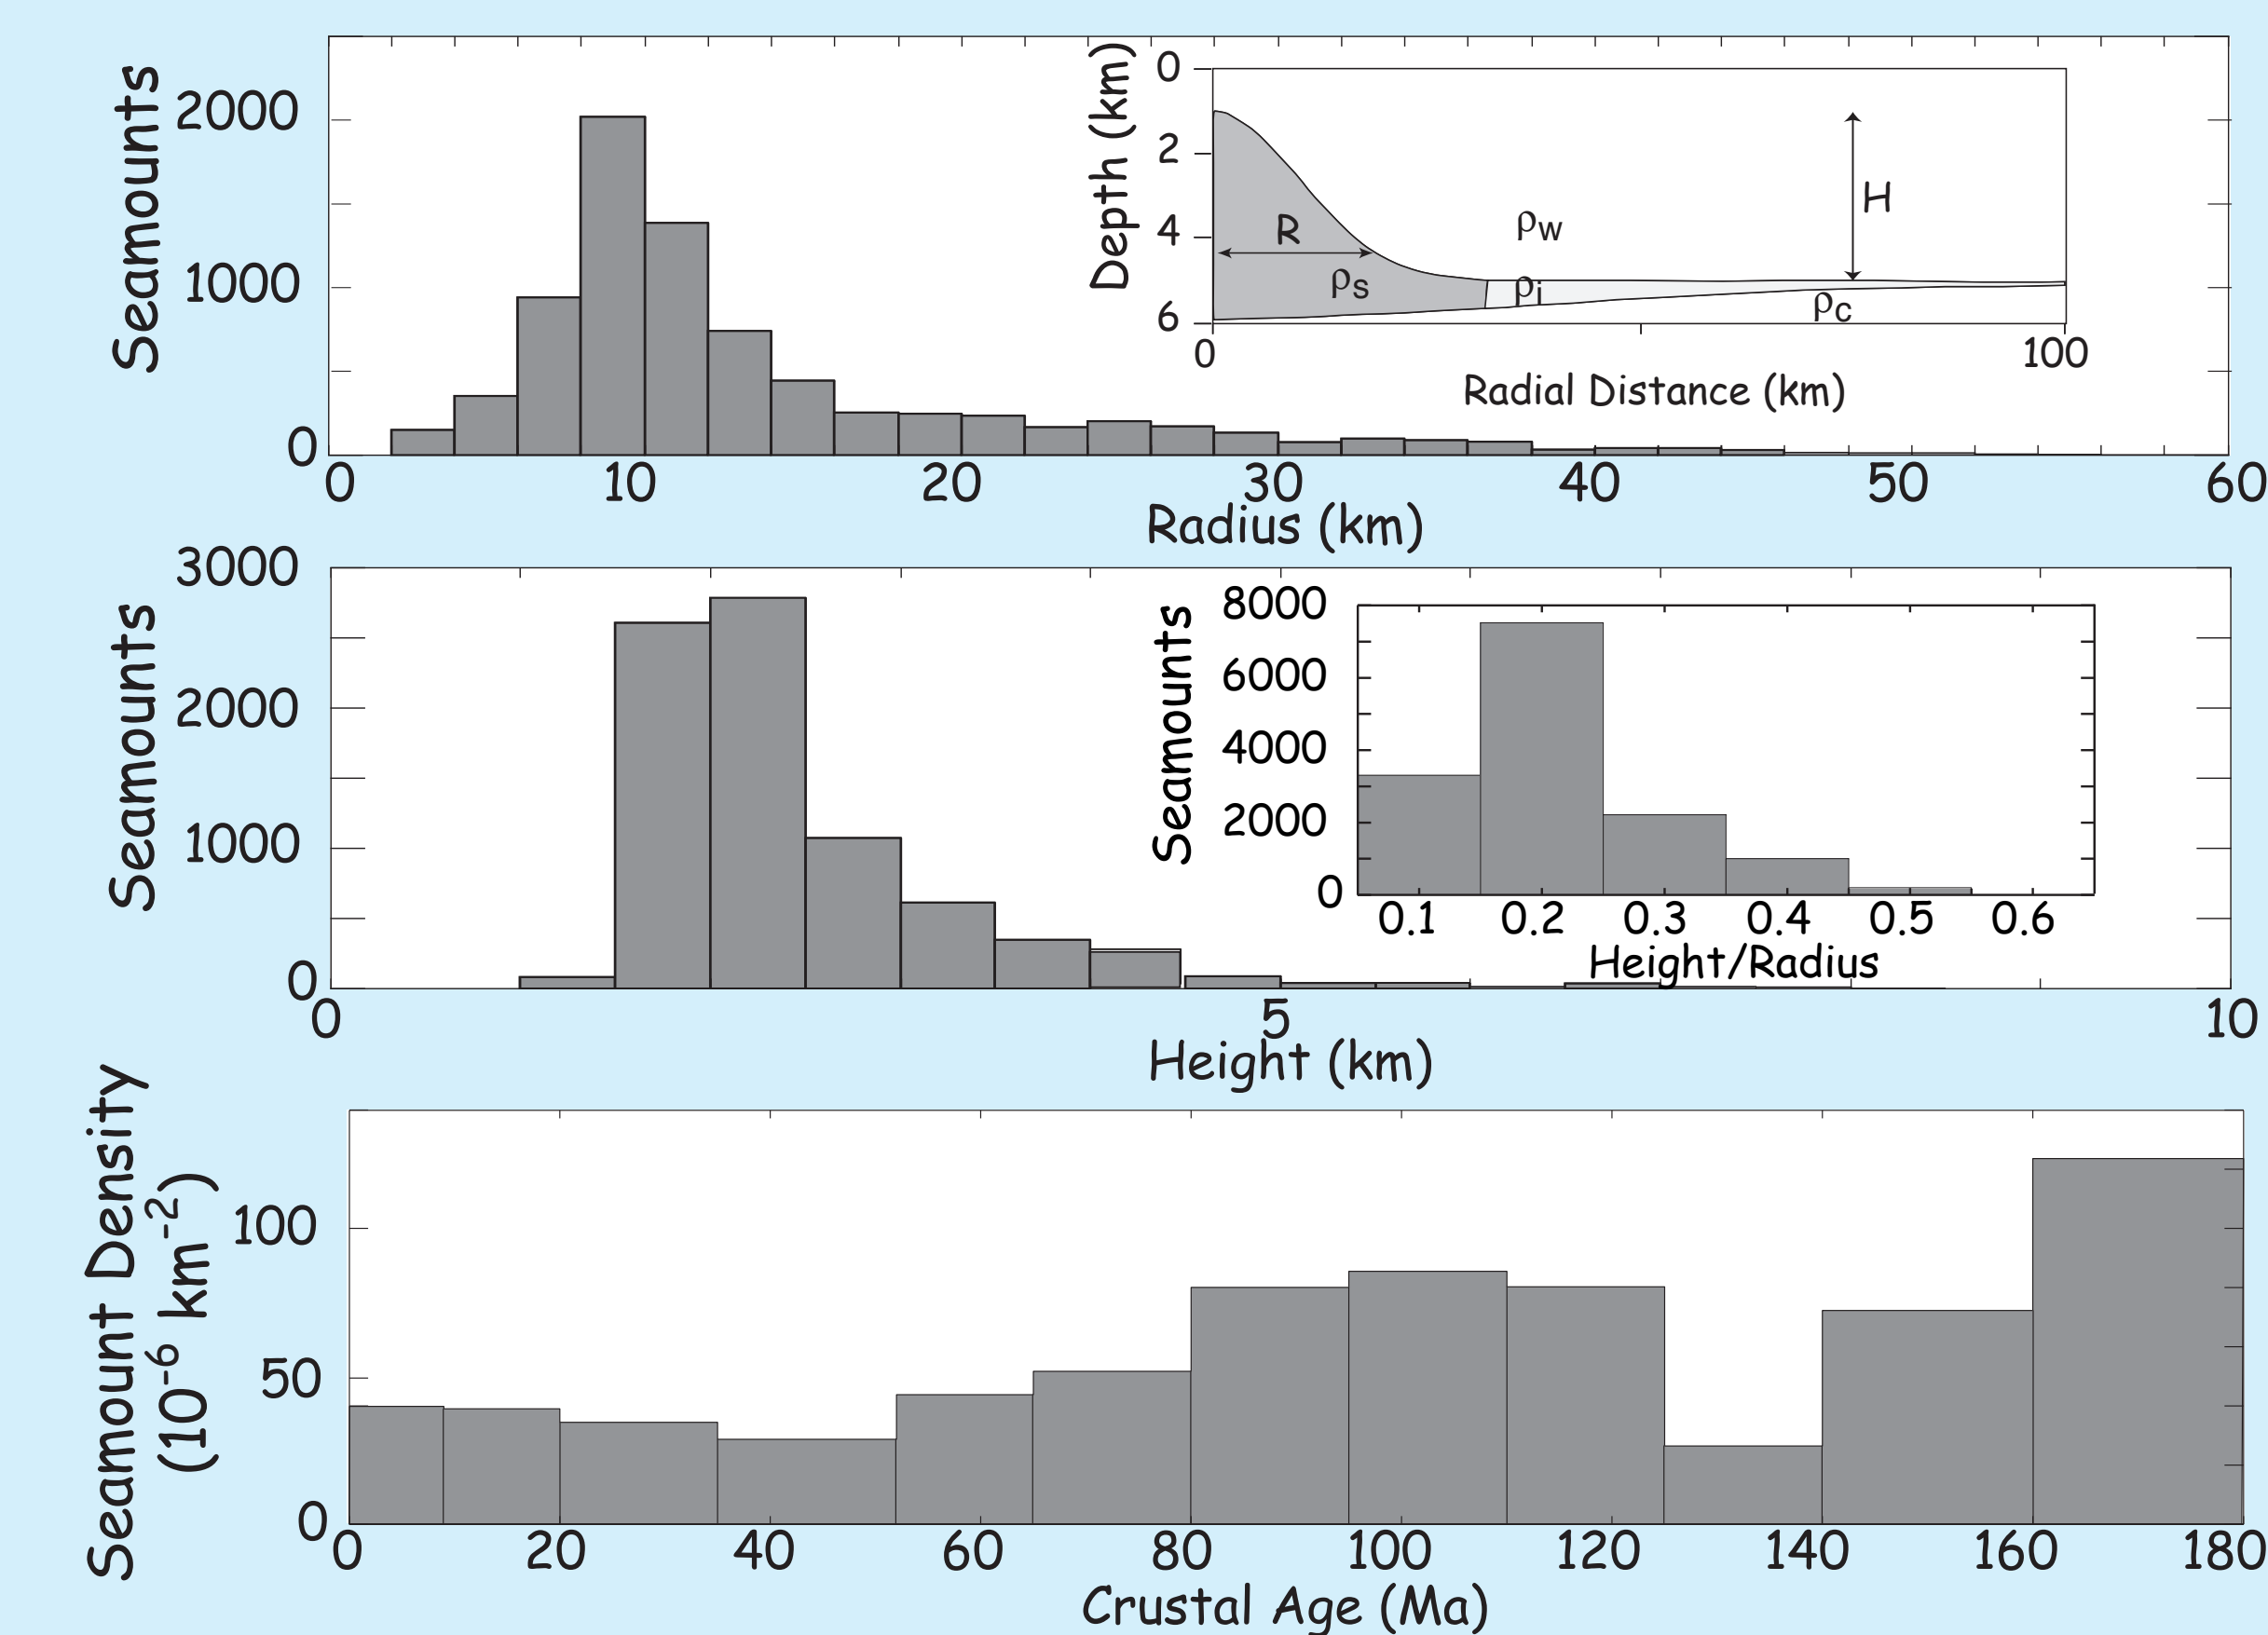 Seamounts
2000
1000
0
0 10 20 30 40 50 60
Radius (km)
Depth (km)
0
2
4
6
R
H
ρw
ρs
ρi
ρc
0 100
Radial Distance (km)
Seamounts
3000
2000
1000
0
0 5 10
Height (km)
Seamounts
8000
6000
4000
2000
0
0.1 0.2 0.3 0.4 0.5 0.6
Height/Radius
Seamount Density
(10⁻⁶ km⁻²)
100
50
0
0 20 40 60 80 100 120 140 160 180
Crustal Age (Ma)